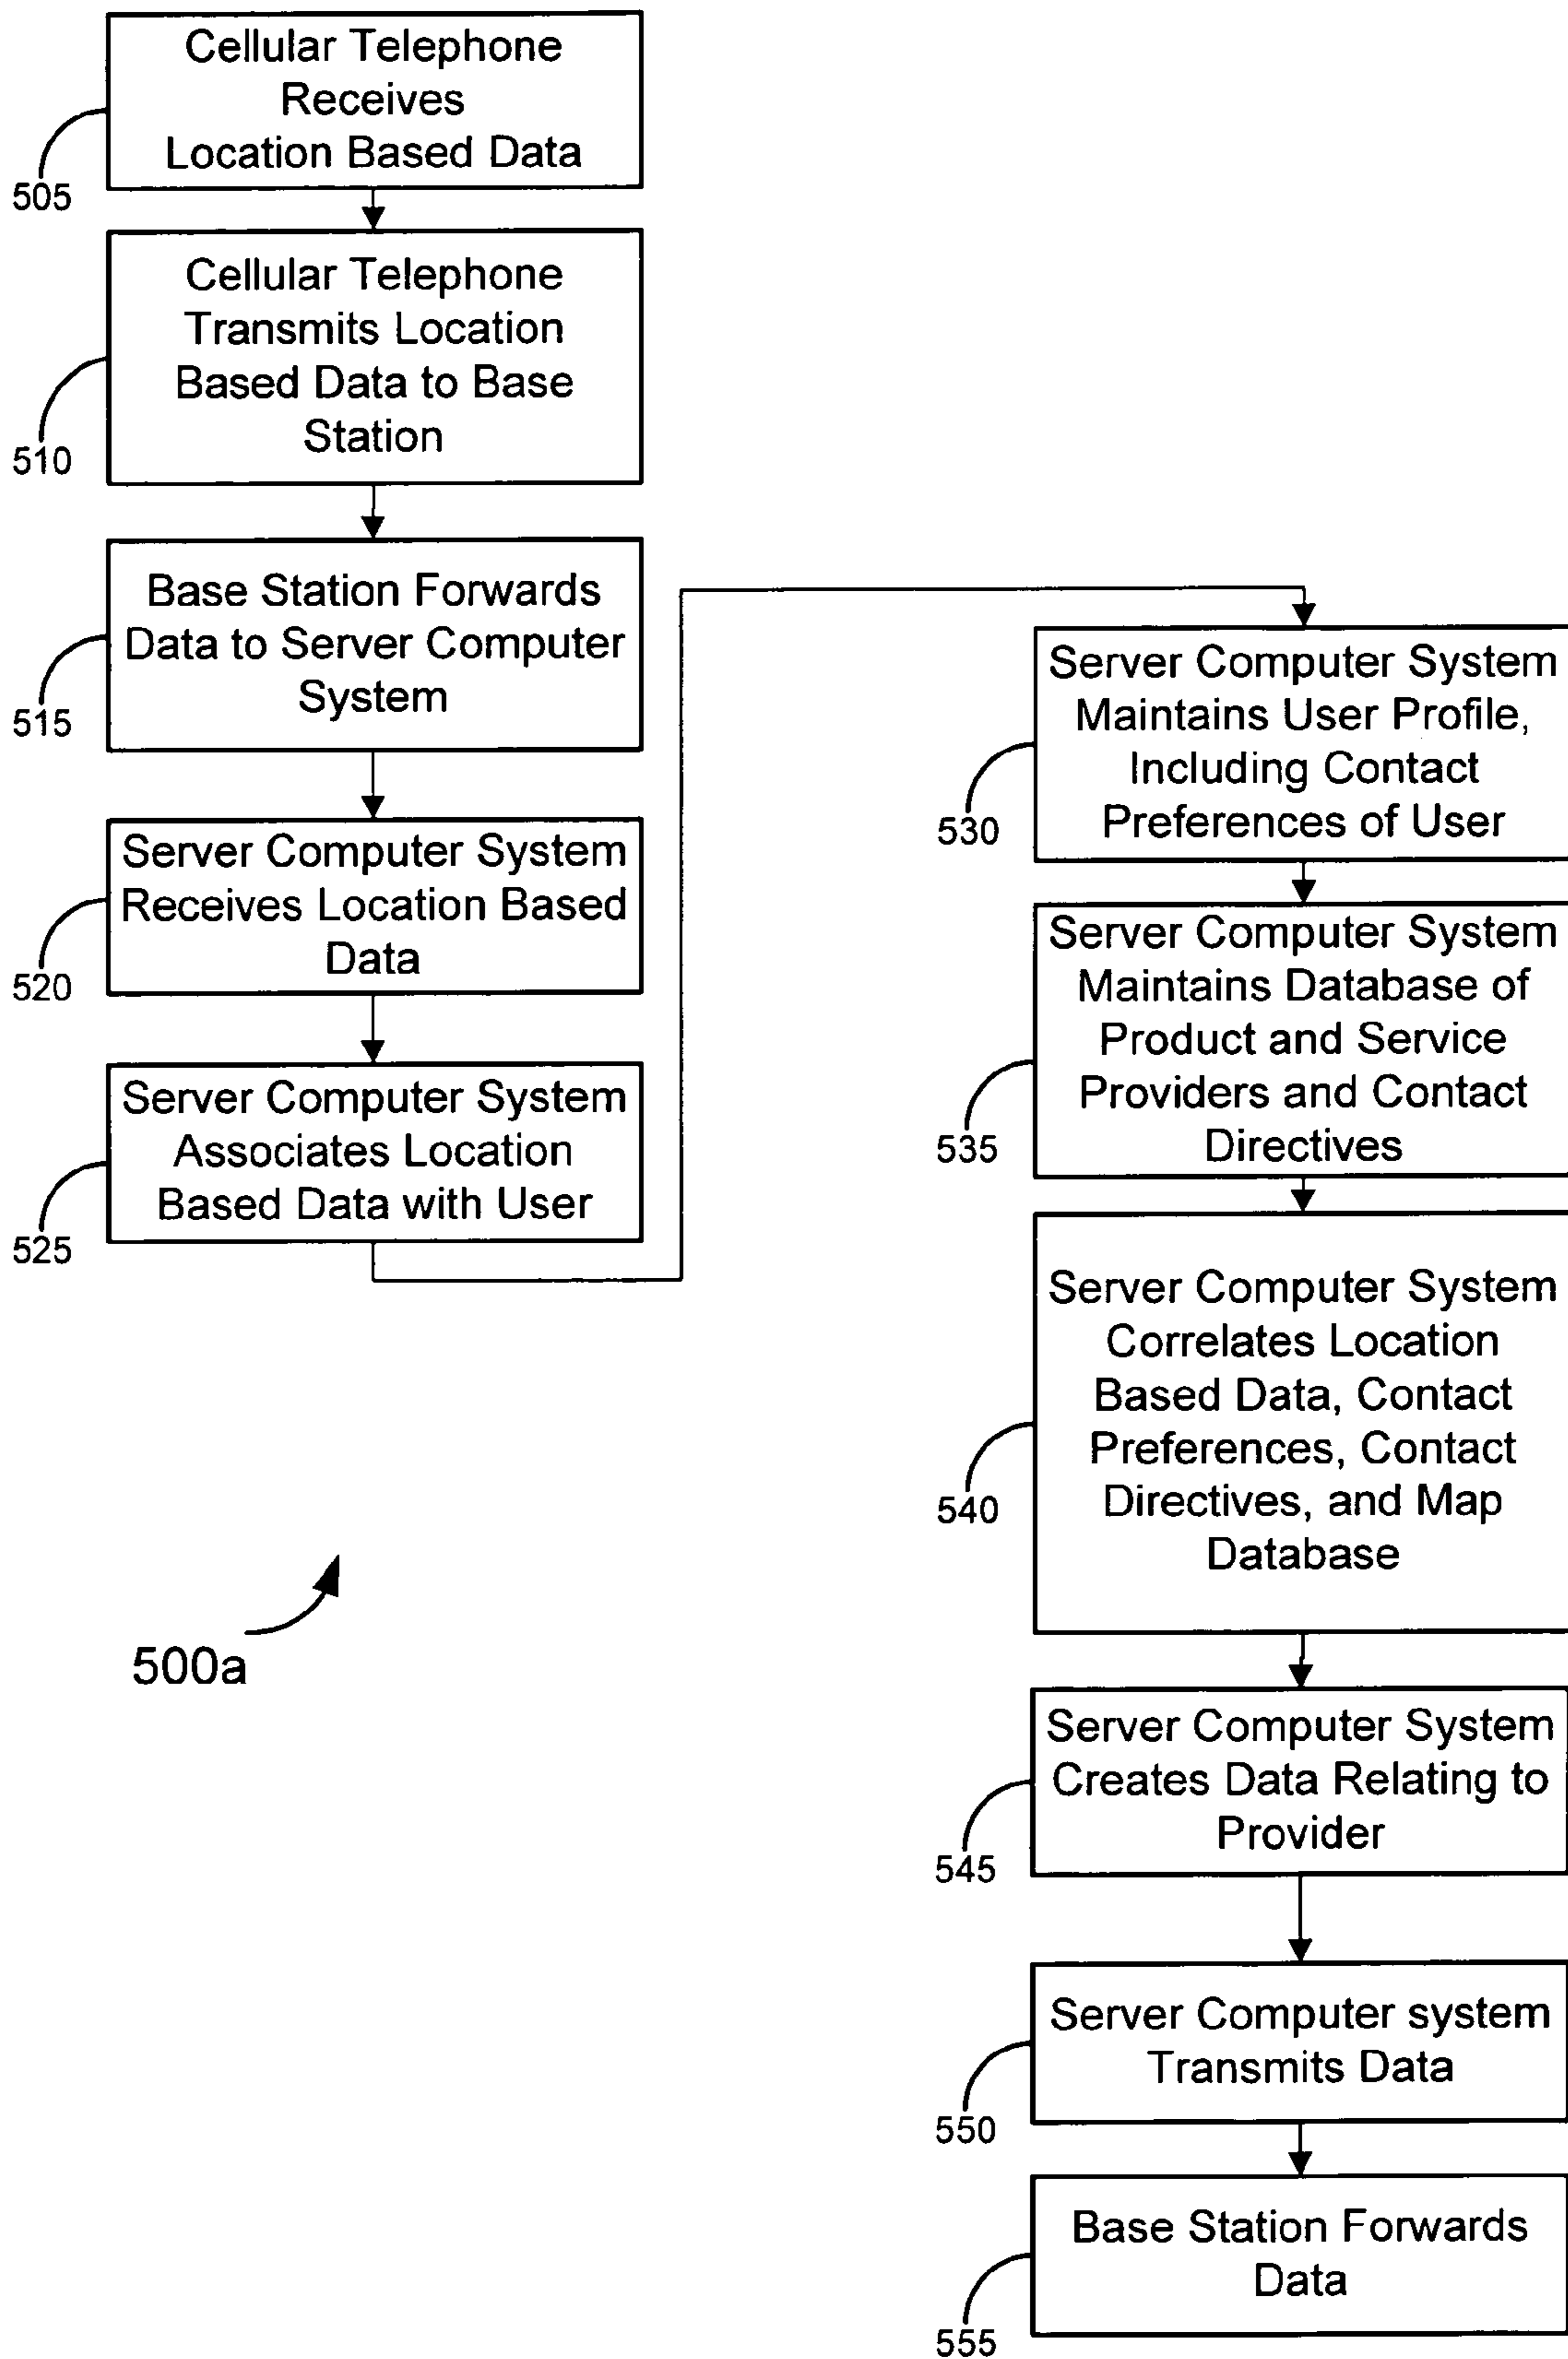 Cellular Telephone
Receives
Location Based Data
505
Cellular Telephone
Transmits Location
Based Data to Base
Station
510
Base Station Forwards
Data to Server Computer
System
515
Server Computer System
Receives Location Based
Data
520
Server Computer System
Associates Location
Based Data with User
525
Server Computer System
Maintains User Profile,
Including Contact
Preferences of User
530
Server Computer System
Maintains Database of
Product and Service
Providers and Contact
Directives
535
Server Computer System
Correlates Location
Based Data, Contact
Preferences, Contact
Directives, and Map
Database
540
Server Computer System
Creates Data Relating to
Provider
545
Server Computer system
Transmits Data
550
Base Station Forwards
Data
555
500a